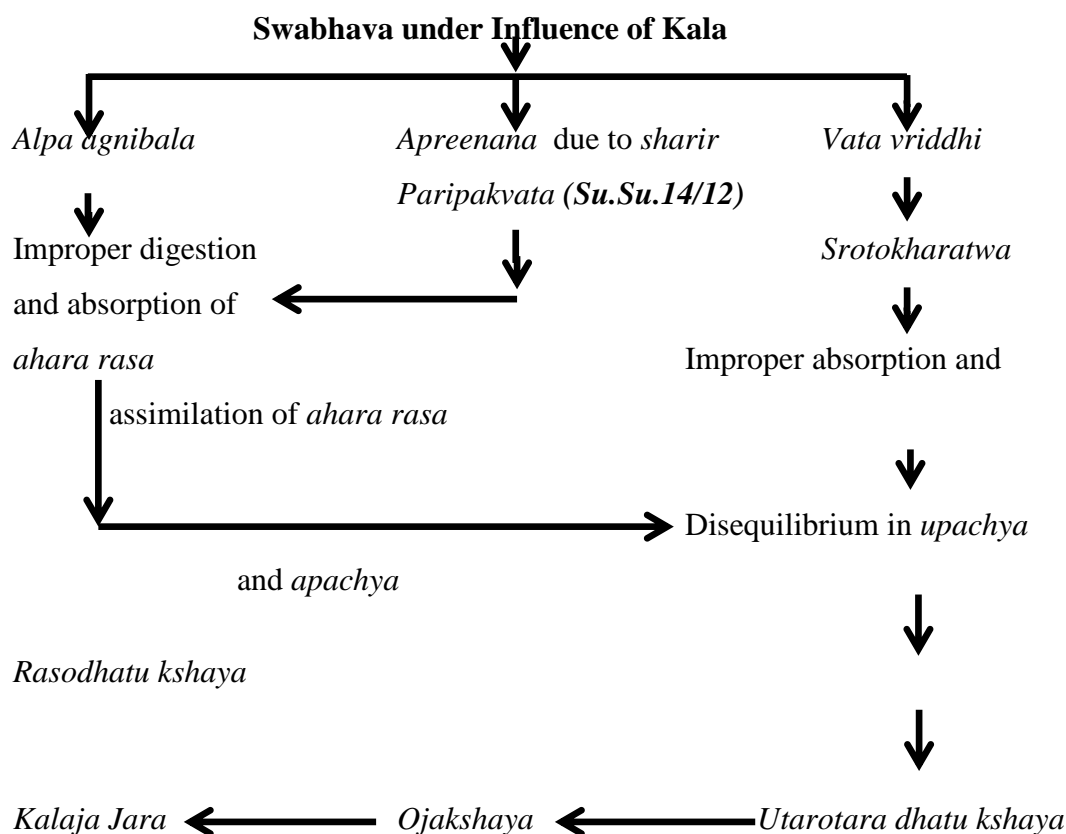 Swabhava under Influence of Kala
Alpa agnibala Apreenana due to sharir Vata vriddhi
Paripakvata (Su.Su.14/12)
Improper digestion Srotokharatwa
and absorption of
ahara rasa Improper absorption and
assimilation of ahara rasa
Disequilibrium in upachya
and apachya
Rasodhatu kshaya
Kalaja Jara Ojakshaya Utarotara dhatu kshaya